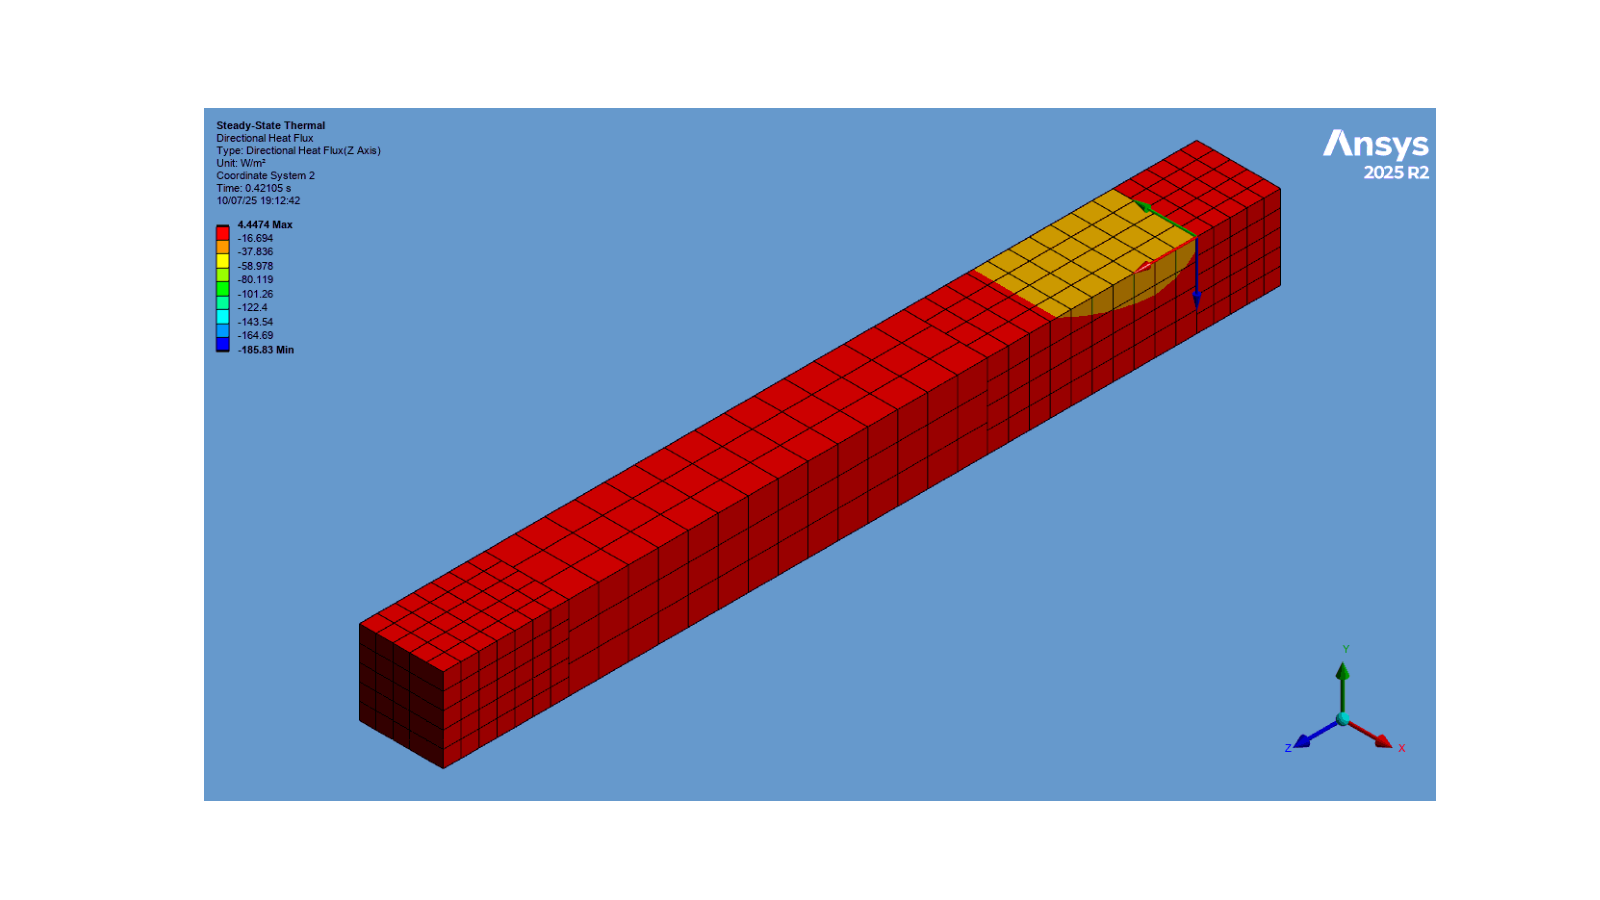 Steady-State Thermal
Directional Heat Flux
Type: Directional Heat Flux(Z Axis)
Unit: W/m²
Coordinate System 2
Time: 0.42105 s
10/07/25 19:12:42
4.4474 Max
-16.694
-37.836
-58.978
-80.119
-101.26
-122.4
-143.54
-164.69
-185.83 Min
Ansys
2025 R2
Y
Z
X